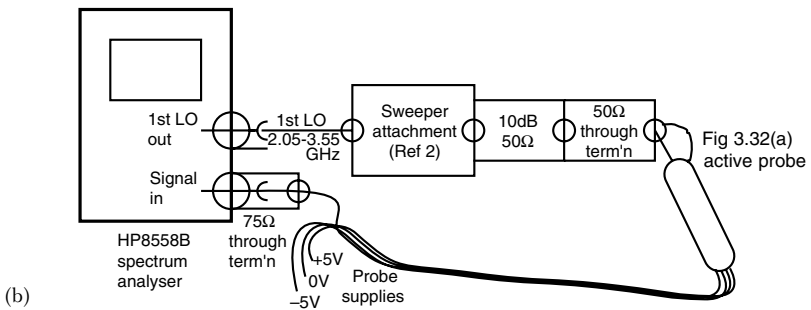 1st LO
out
Signal
in
HP8558B
spectrum
analyser
1st LO
2.05-3.55
GHz
75Ω
through
term'n
Sweeper
attachment
(Ref 2)
10dB
50Ω
50Ω
through
term'n
Fig 3.32(a)
active probe
+5V
0V
–5V
Probe
supplies
(b)